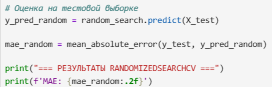 # Оценка на тестовой выборке
y_pred_random = random_search.predict(X_test)
mae_random = mean_absolute_error(y_test, y_pred_random)
print("=== РЕЗУЛЬТАТЫ RANDOMIZEDSEARCHCV ===")
print(f'MAE: {mae_random:.2f}')